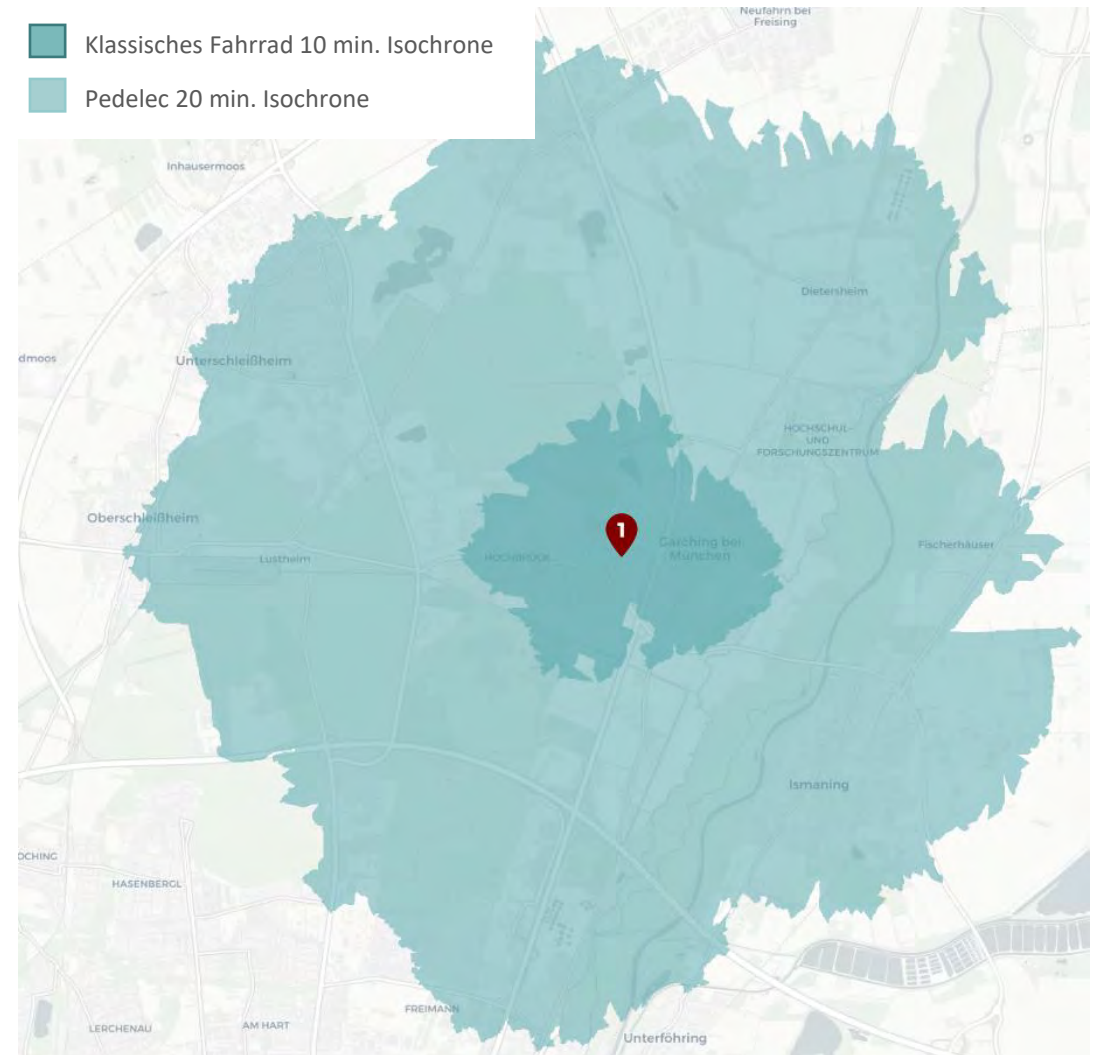 Klassisches Fahrrad 10 min. Isochrone
Pedelec 20 min. Isochrone
Neufahrn bei
Freising
Inhausermoos
Dietersheim
dmoos
Unterschleißheim
HOCHSCHUL-
UND
FORSCHUNGSZENTRUM
Oberschleißheim
1
Garching bei
München
Fischerhäuser
Lustheim
HOCHBRÜCK
Ismaning
OCHING
HASENBERGL
FREIMANN
LERCHENAU
AM HART
Unterföhring